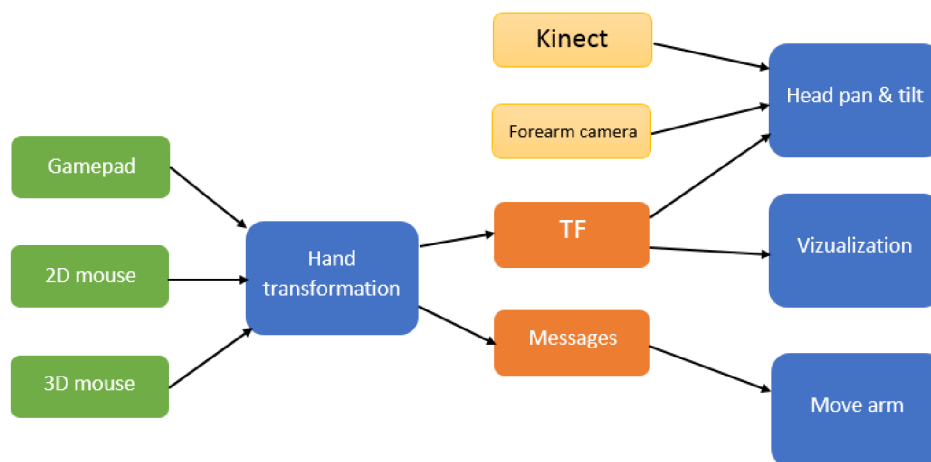 Kinect
Head pan & tilt
Forearm camera
Gamepad
TF
2D mouse
Hand
transformation
Vizualization
Messages
3D mouse
Move arm